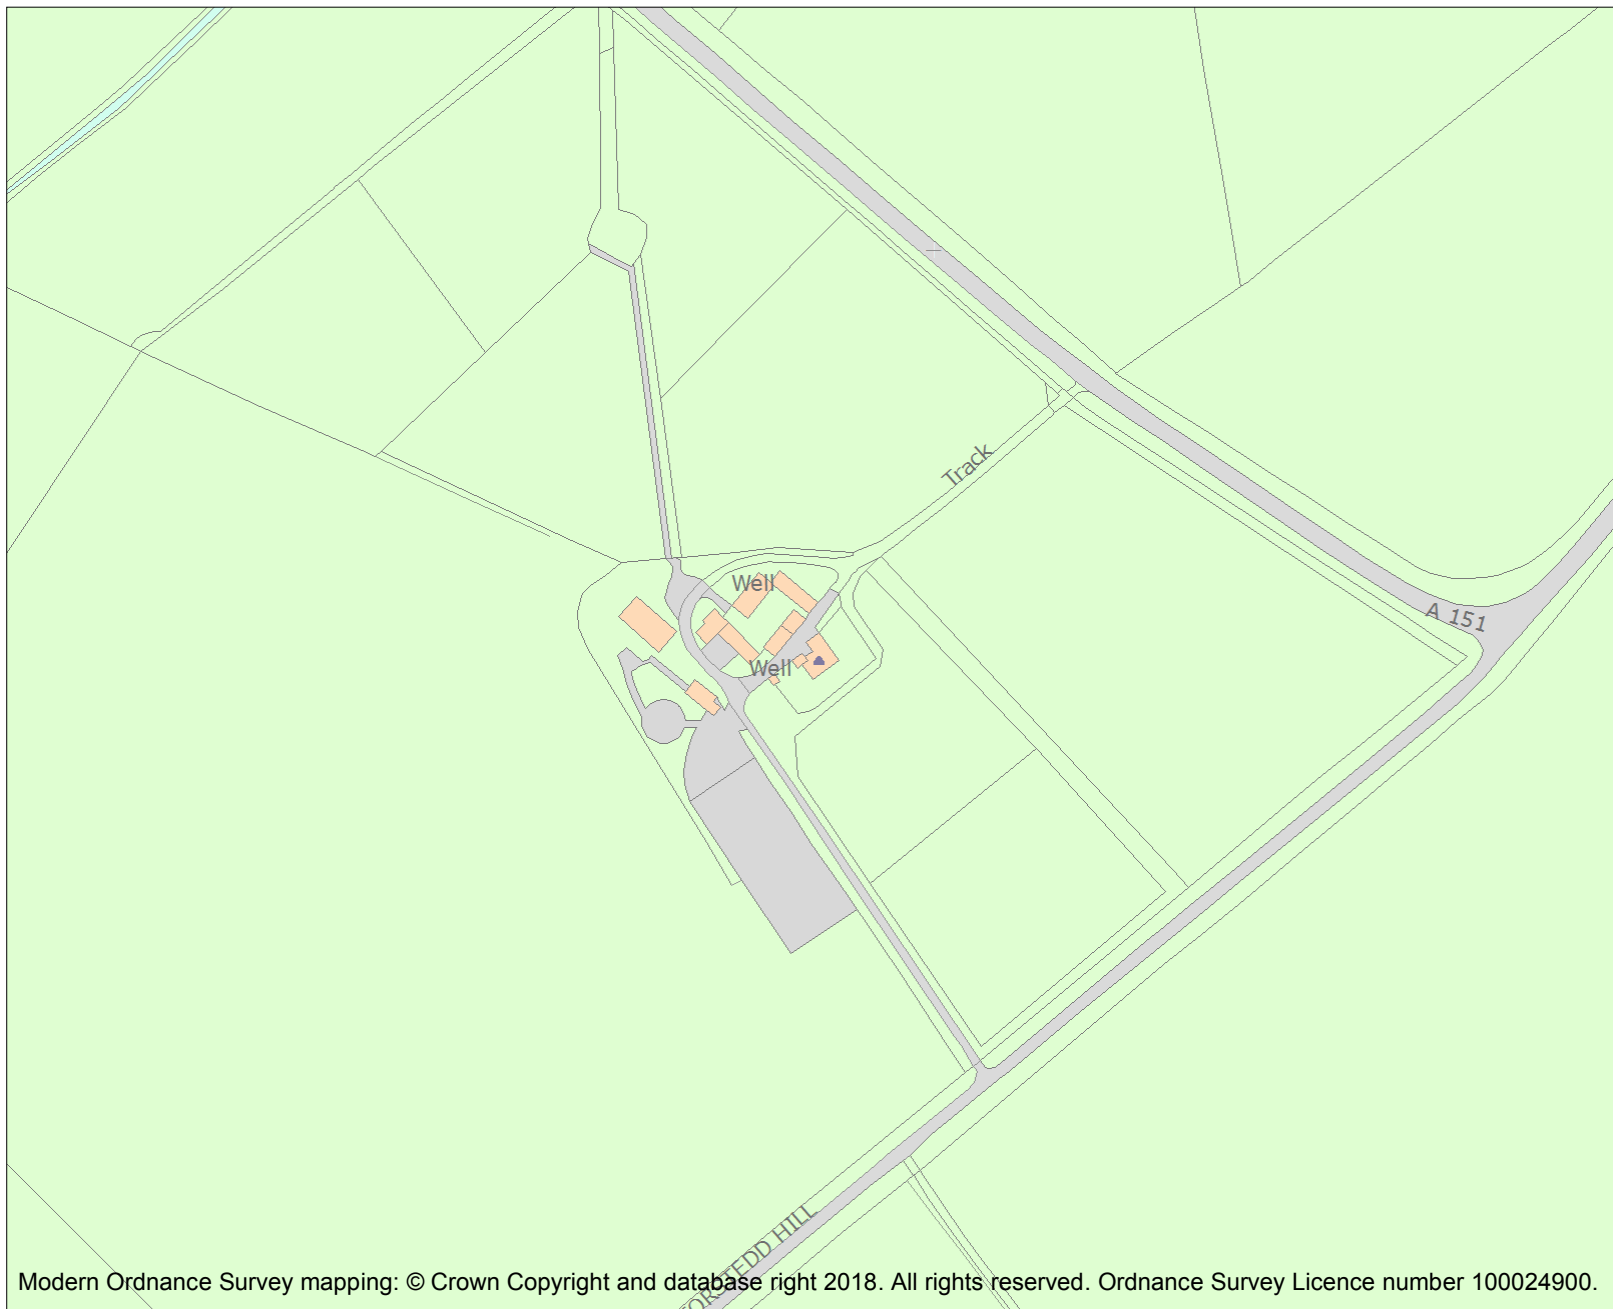 Track
Well
A 151
Well
HILL
Modern Ordnance Survey mapping: © Crown Copyright and database right 2018. All rights reserved. Ordnance Survey Licence number 100024900.